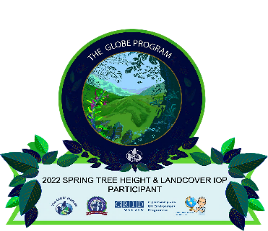 THE GLOBE PROGRAM
2022 SPRING TREE HEIGHT & LANDCOVER IOP
PARTICIPANT